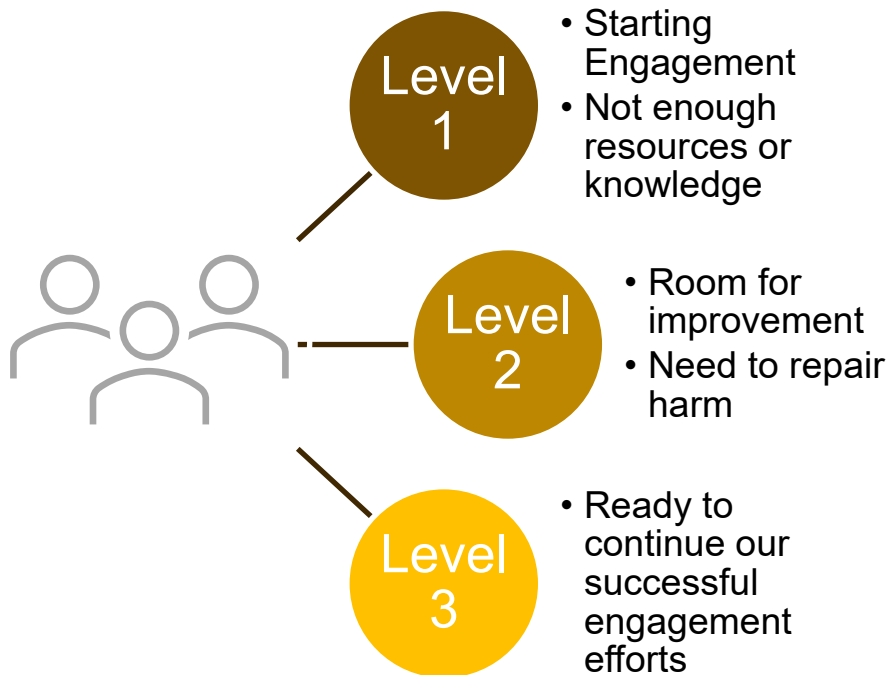 Level
1
• Starting
Engagement
• Not enough
resources or
knowledge
Level
2
• Room for
improvement
• Need to repair
harm
Level
3
• Ready to
continue our
successful
engagement
efforts